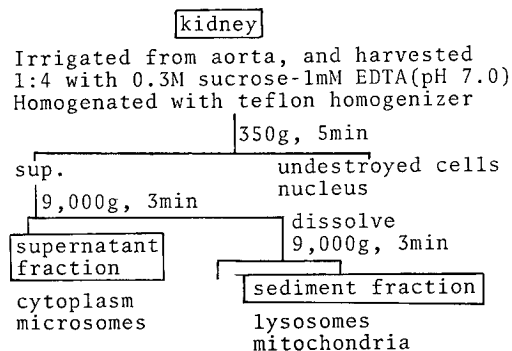 kidney
Irrigated from aorta, and harvested
1:4 with 0.3M sucrose-1mM EDTA(pH 7.0)
Homogenated with teflon homogenizer
350g, 5min
sup.
undestroyed cells
nucleus
9,000g, 3min
dissolve
9,000g, 3min
supernatant
fraction
sediment fraction
cytoplasm
microsomes
lysosomes
mitochondria